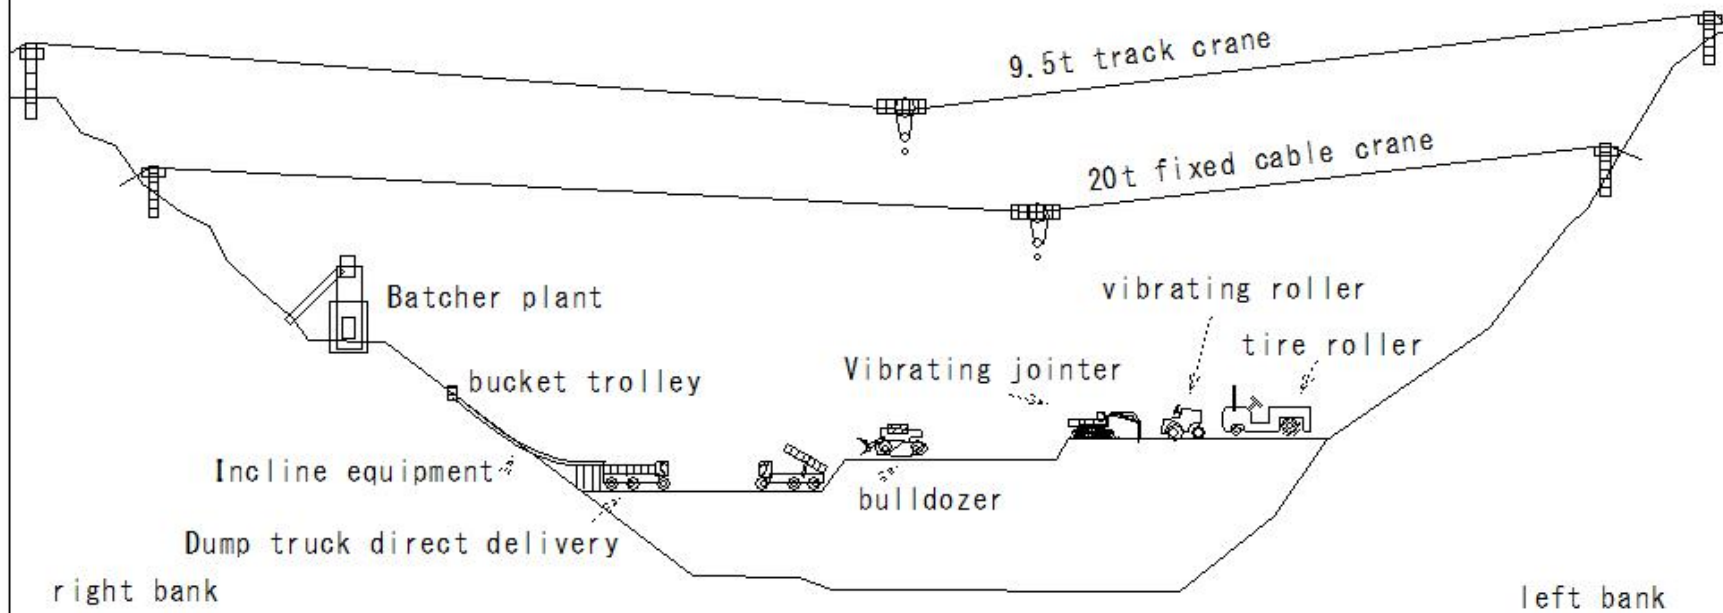 9.5t track crane
20t fixed cable crane
Batcher plant
vibrating roller
tire roller
Vibrating jointer
bucket trolley
Incline equipment
bulldozer
Dump truck direct delivery
right bank
left bank